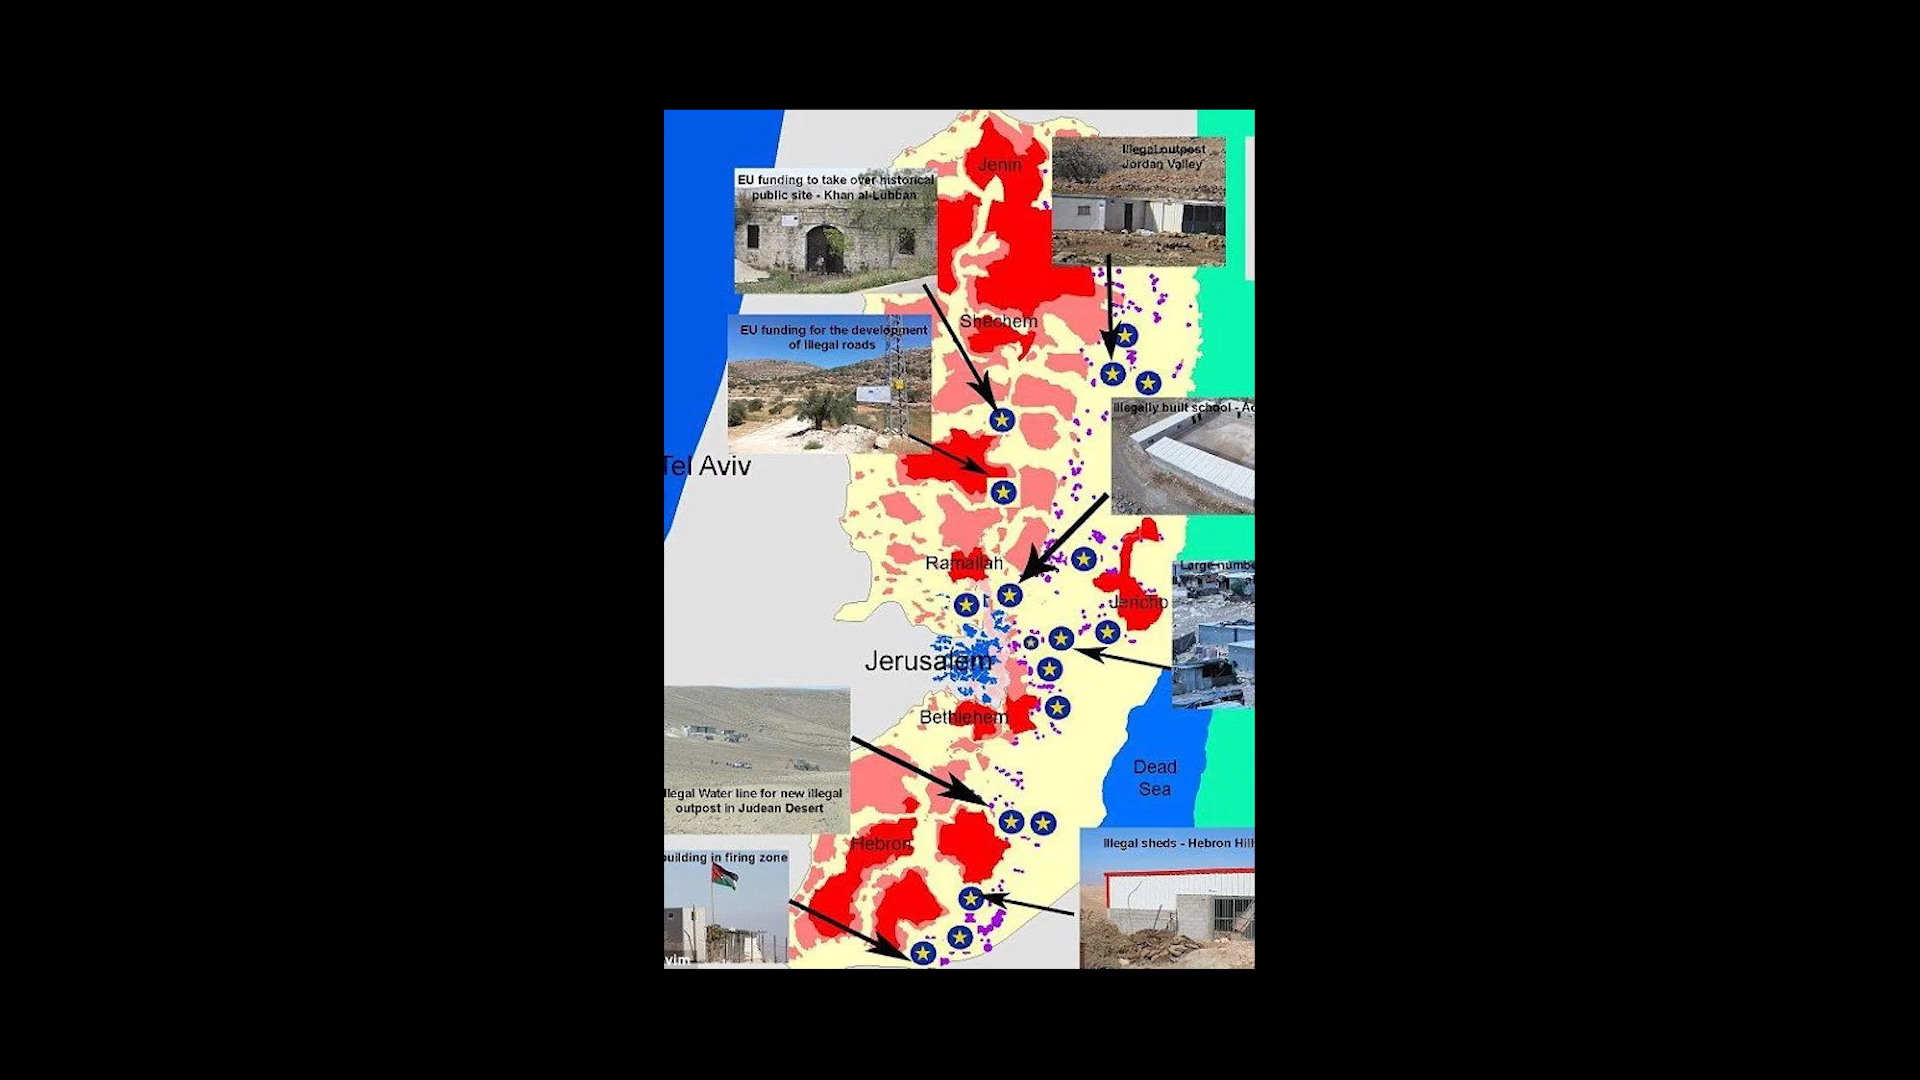 Illegal outpost
Jordan Valley
Jenin
EU funding to take over historical
public site - Khan al-Lubban
Shechem
EU funding for the development
of illegal roads
Illegally built school -
Tel Aviv
Ramallah
Large
Jericho
Jerusalem
Bethlehem
Dead
Sea
Water line for new illegal
outpost in Judean Desert
Hebron
Illegal sheds - Hebron
building in firing zone
vim